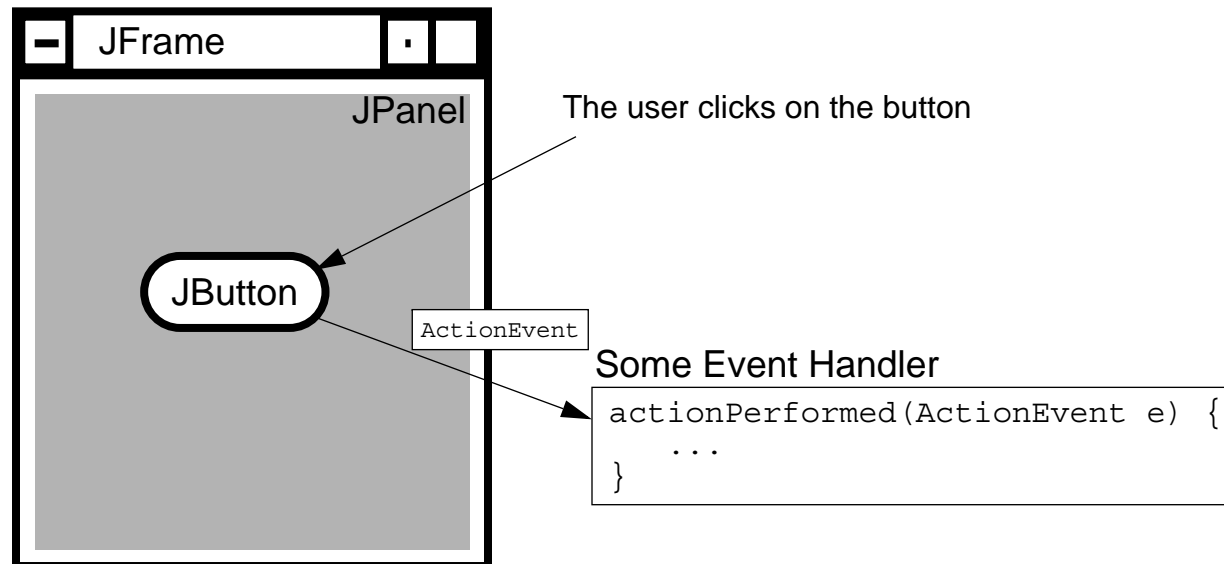 JFrame
JPanel
The user clicks on the button
JButton
ActionEvent
Some Event Handler
actionPerformed(ActionEvent e) {
...
}